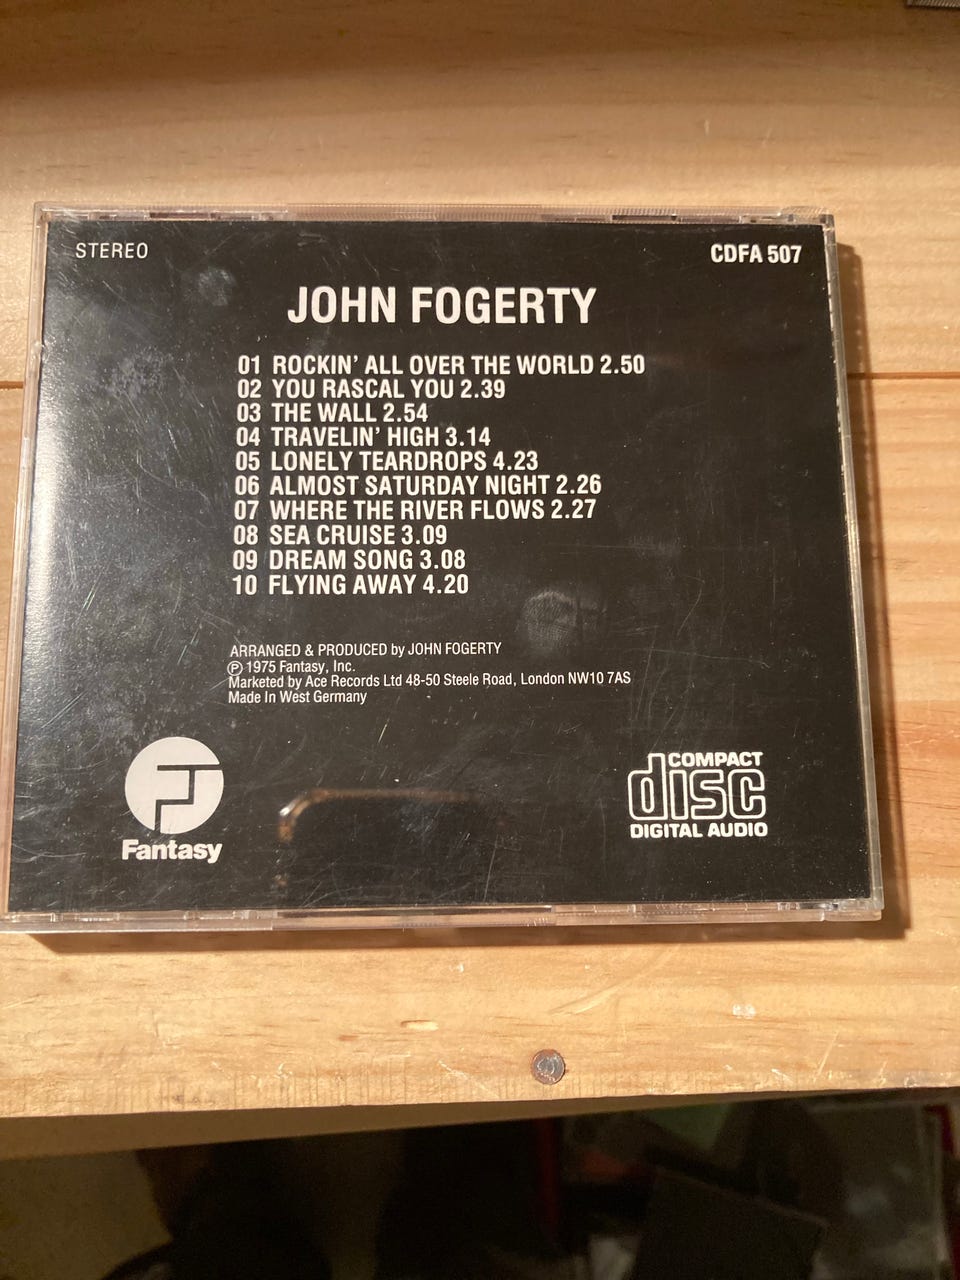 STEREO
CDFA 507
JOHN FOGERTY
01 ROCKIN' ALL OVER THE WORLD 2.50
02 YOU RASCAL YOU 2.39
03 THE WALL 2.54
04 TRAVELIN' HIGH 3.14
05 LONELY TEARDROPS 4.23
06 ALMOST SATURDAY NIGHT 2.26
07 WHERE THE RIVER FLOWS 2.27
08 SEA CRUISE 3.09
09 DREAM SONG 3.08
10 FLYING AWAY 4.20
ARRANGED & PRODUCED by JOHN FOGERTY
℗ 1975 Fantasy, Inc.
Marketed by Ace Records Ltd 48-50 Steele Road, London NW10 7AS
Made In West Germany
F
Fantasy
COMPACT
disc
DIGITAL AUDIO